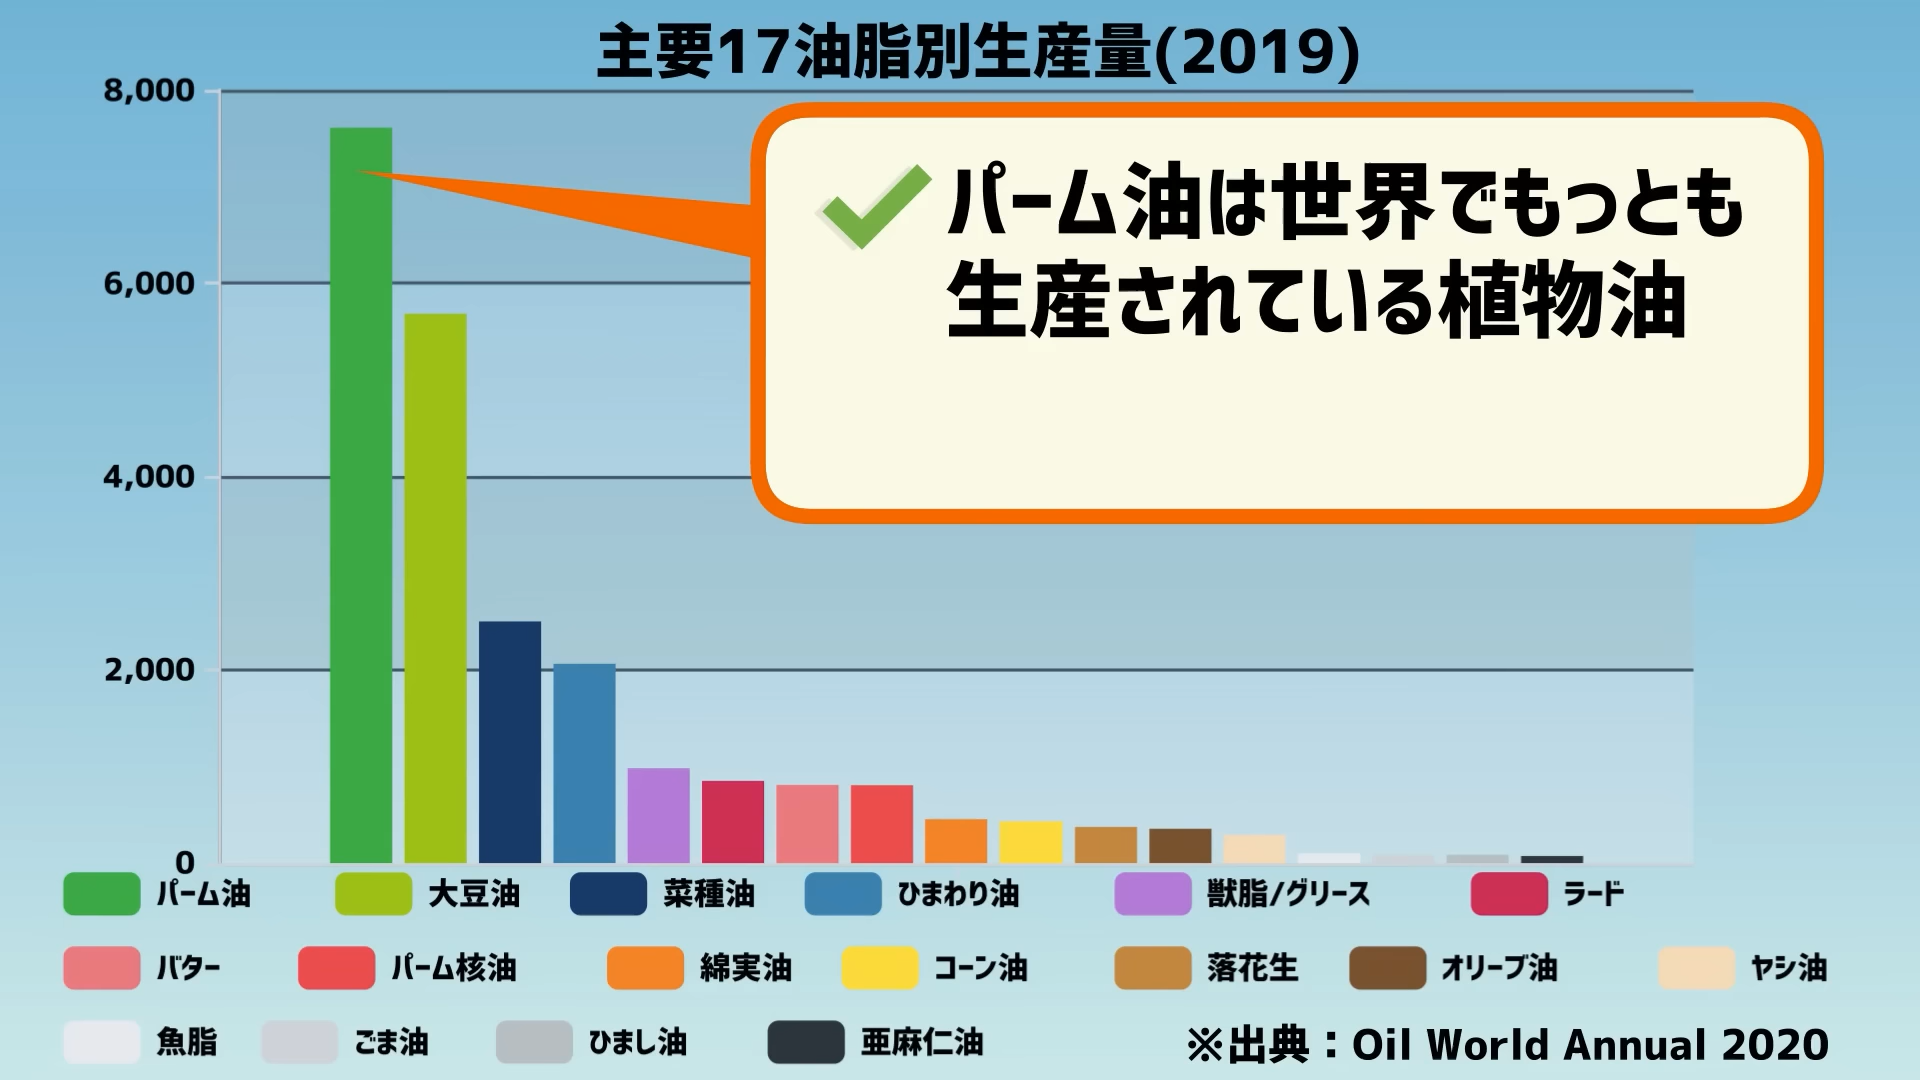 主要17油脂別生産量(2019)
8,000
6,000
4,000
2,000
0
パーム油は世界でもっとも
生産されている植物油
パーム油 大豆油 菜種油 ひまわり油 獣脂/グリース ラード
バター パーム核油 綿実油 コーン油 落花生 オリーブ油 ヤシ油
魚脂 ごま油 ひまし油 亜麻仁油 ※出典：Oil World Annual 2020